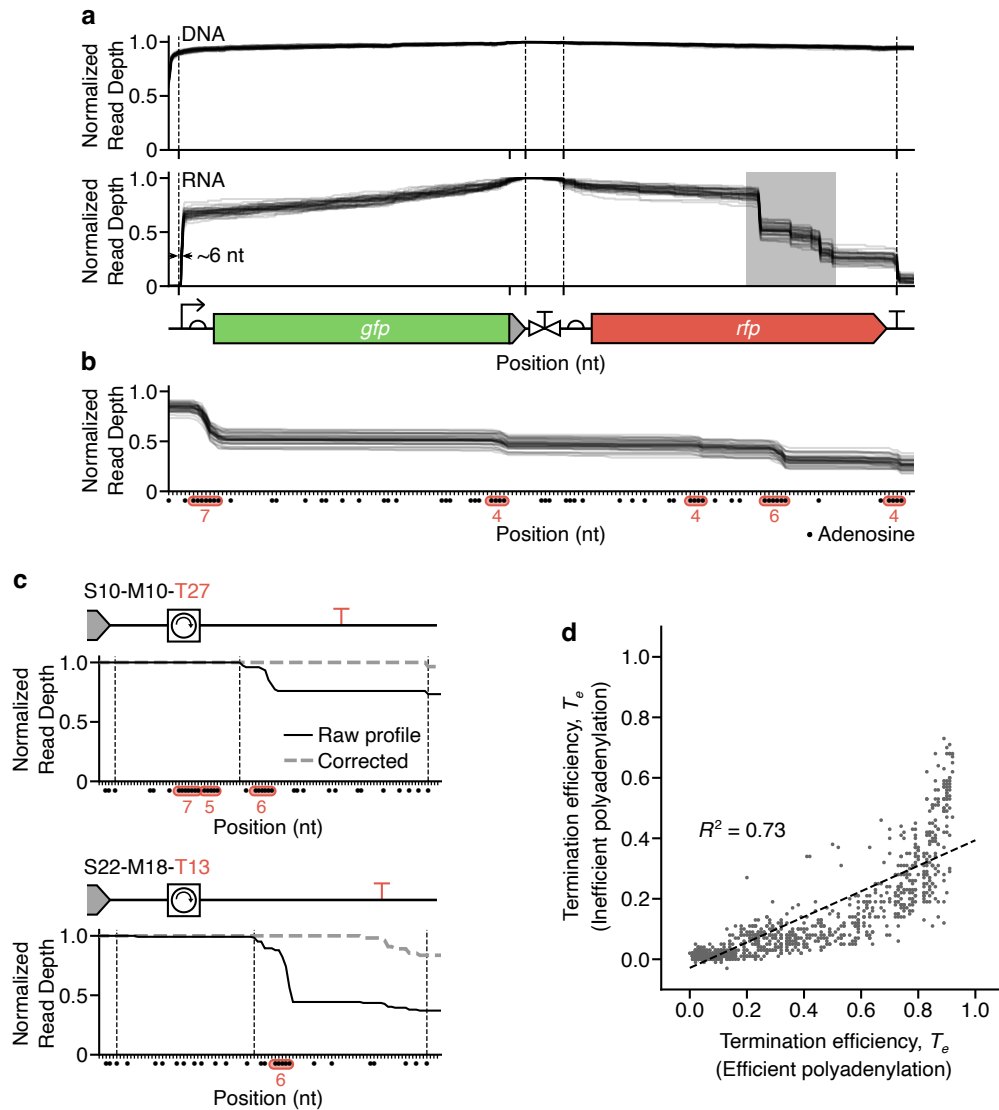 a
DNA
Normalized
Read Depth
1.0
0.5
0
RNA
Normalized
Read Depth
1.0
0.5
0
~6 nt
gfp
rfp
Position (nt)
b
Normalized
Read Depth
1.0
0.5
0
7
4
4
6
4
Position (nt)
• Adenosine
c
S10-M10-T27
Normalized
Read Depth
1.0
0.5
0
Raw profile
Corrected
7
5
6
Position (nt)
S22-M18-T13
Normalized
Read Depth
1.0
0.5
0
6
Position (nt)
d
Termination efficiency, Te
(Inefficient polyadenylation)
1.0
0.8
0.6
0.4
0.2
0.0
R² = 0.73
0.0 0.2 0.4 0.6 0.8 1.0
Termination efficiency, Te
(Efficient polyadenylation)